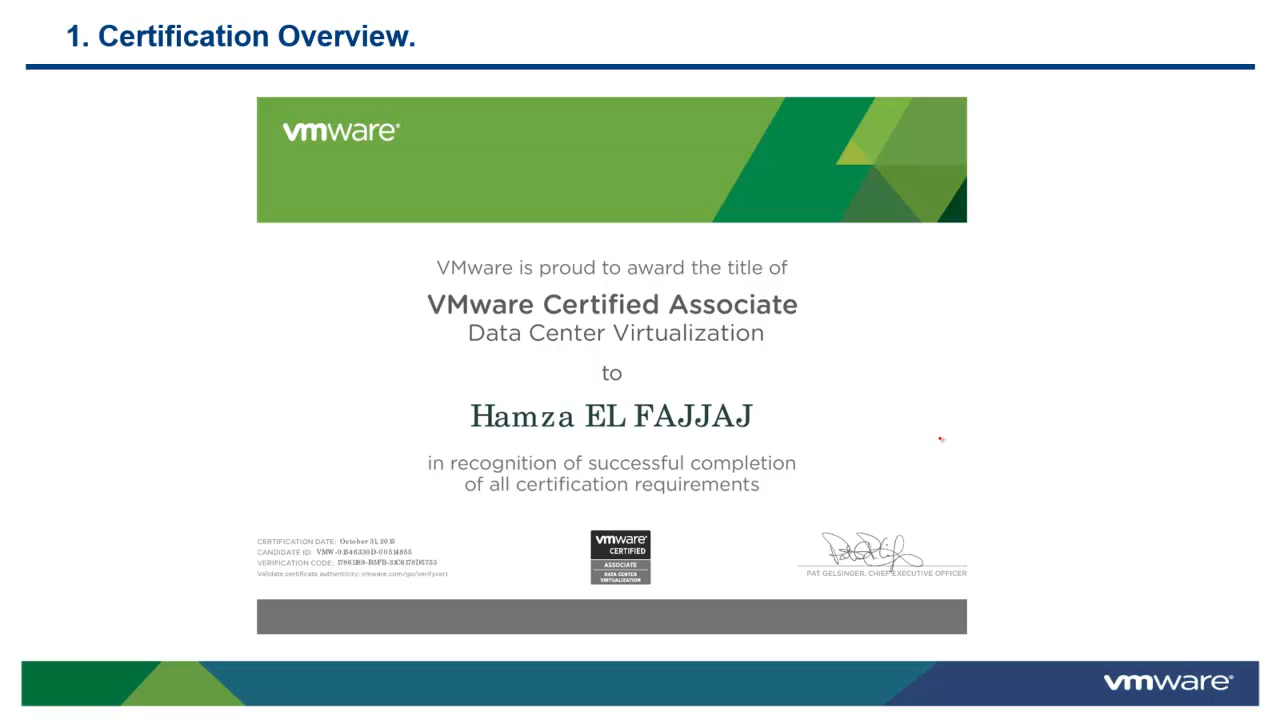 1. Certification Overview.
vmware®
VMware is proud to award the title of
VMware Certified Associate
Data Center Virtualization
to
Hamza EL FAJJAJ
in recognition of successful completion
of all certification requirements
CERTIFICATION DATE: October 31, 2015
CANDIDATE ID: VMW-01546330D-00514855
VERIFICATION CODE:
Validate certificate authenticity: vmware.com/go/verifycert
vmware®
CERTIFIED
ASSOCIATE
DATA CENTER
VIRTUALIZATION
PAT GELSINGER, CHIEF EXECUTIVE OFFICER
vmware®